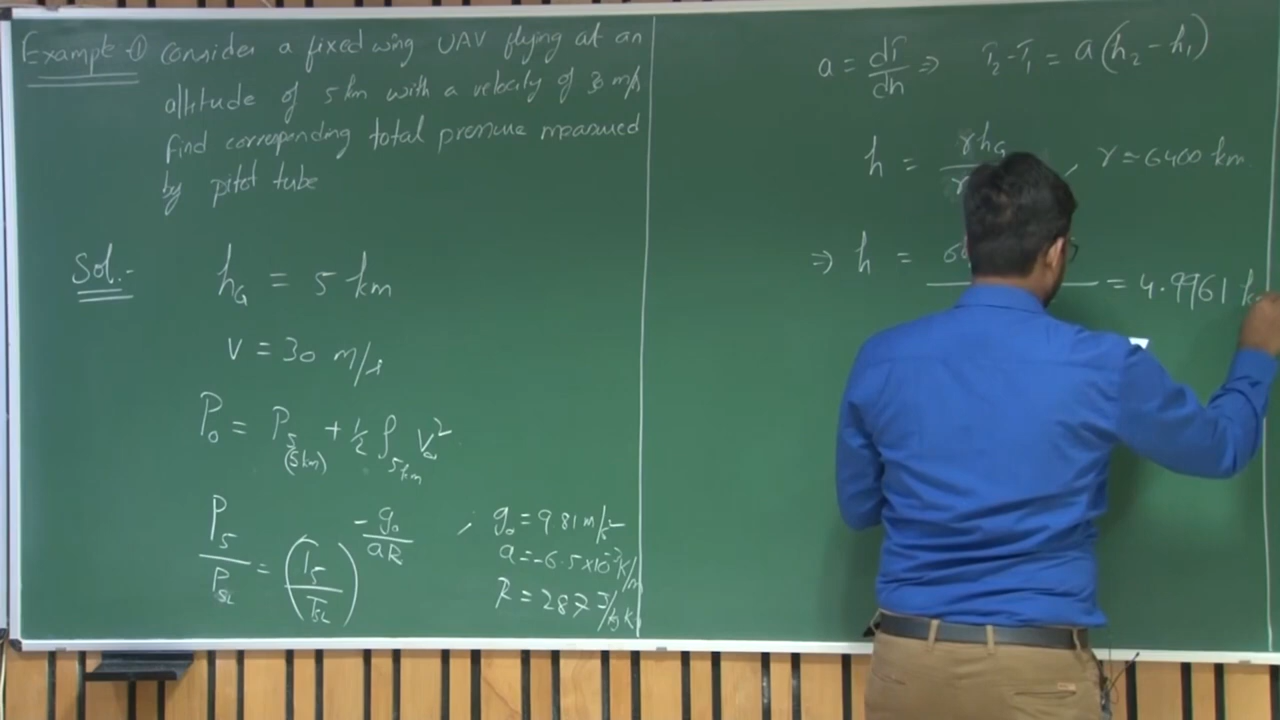 Example ① Consider a fixed wing UAV flying at an
altitude of 5 km with a velocity of 30 m/s
find corresponding total pressure measured
by pitot tube
Sol.-
h_G = 5 km
V = 30 m/s
P_0 = P_5 (5km) + 1/2 ρ_5km V_∞^2
P_5/P_SL = (T_5/T_SL)^(-g_0/aR) , g_0 = 9.81 m/s^2
a = -6.5×10^-3 K/m
R = 287 J/kg K
a = dT/dh ⇒ T_2 - T_1 = a(h_2 - h_1)
h = r h_G / r , r ≈ 6400 km
⇒ h = = 4.9961 k